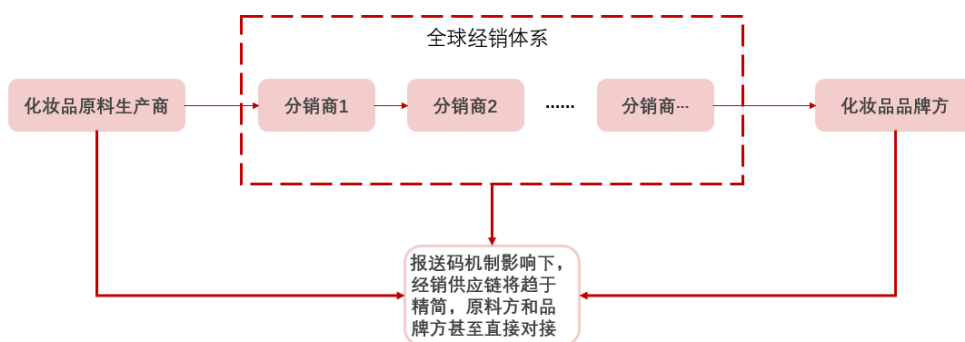 全球经销体系
化妆品原料生产商
分销商1
分销商2
……
分销商…
化妆品品牌方
报送码机制影响下，
经销供应链将趋于
精简，原料方和品
牌方甚至直接对接